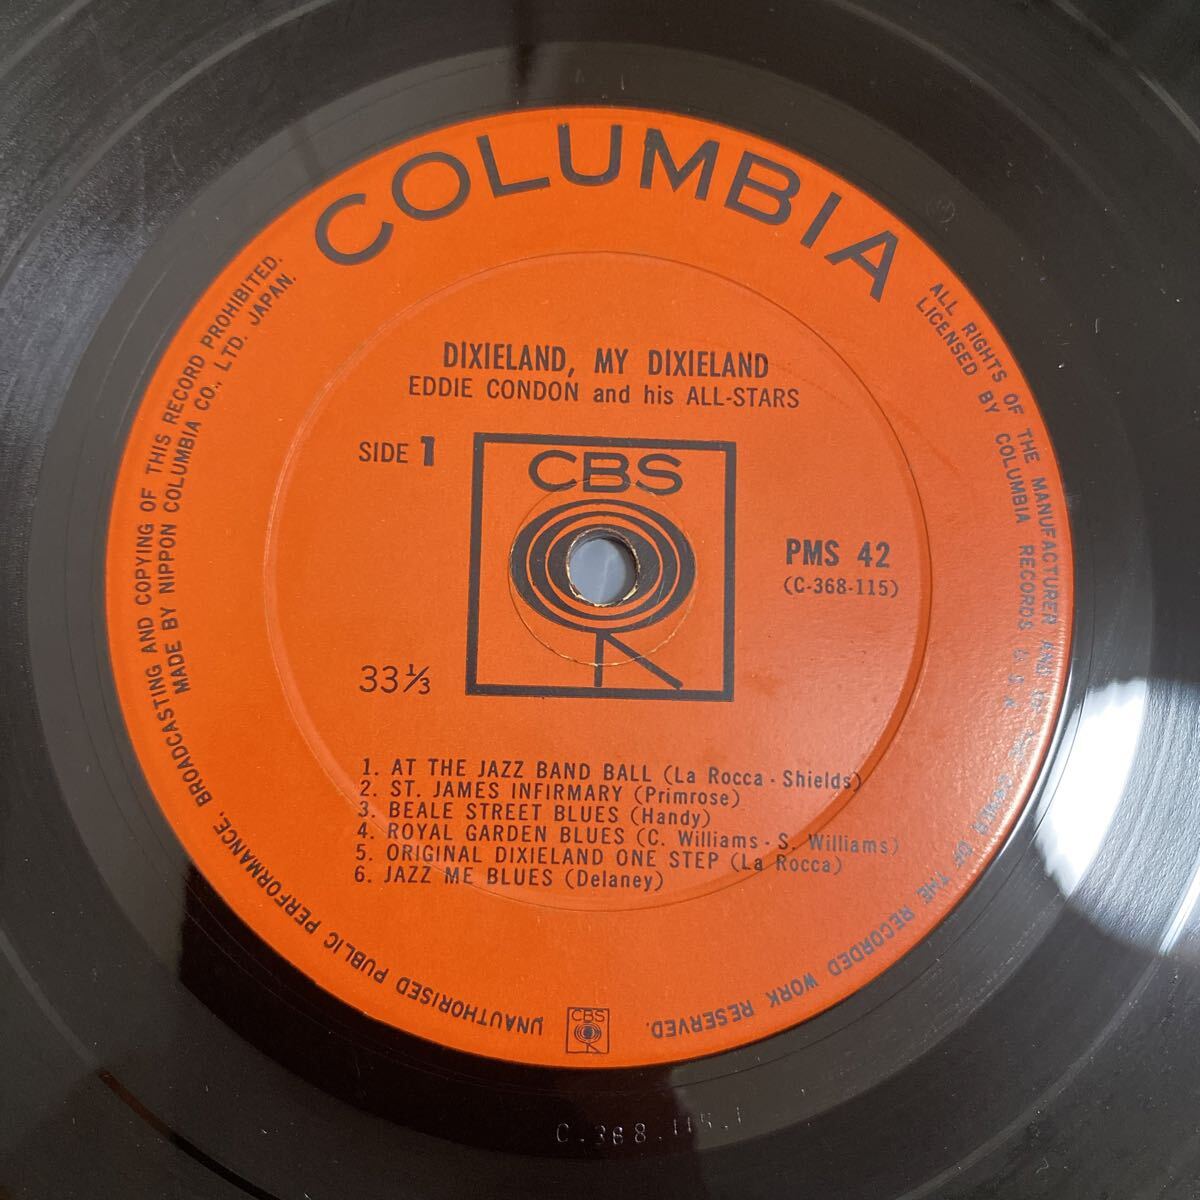 COLUMBIA
DIXIELAND, MY DIXIELAND
EDDIE CONDON and his ALL-STARS
SIDE 1
CBS
PMS 42
(C-368-115)
33⅓
1. AT THE JAZZ BAND BALL (La Rocca · Shields)
2. ST. JAMES INFIRMARY (Primrose)
3. BEALE STREET BLUES (Handy)
4. ROYAL GARDEN BLUES (C. Williams · S. Williams)
5. ORIGINAL DIXIELAND ONE STEP (La Rocca)
6. JAZZ ME BLUES (Delaney)
ALL RIGHTS OF THE MANUFACTURER AND OF THE OWNER OF THE RECORDED WORK RESERVED.
LICENSED BY COLUMBIA RECORDS U.S.A.
UNAUTHORISED PUBLIC PERFORMANCE, BROADCASTING AND COPYING OF THIS RECORD PROHIBITED.
MADE BY NIPPON COLUMBIA CO., LTD. JAPAN.
CBS
C.368.115.1